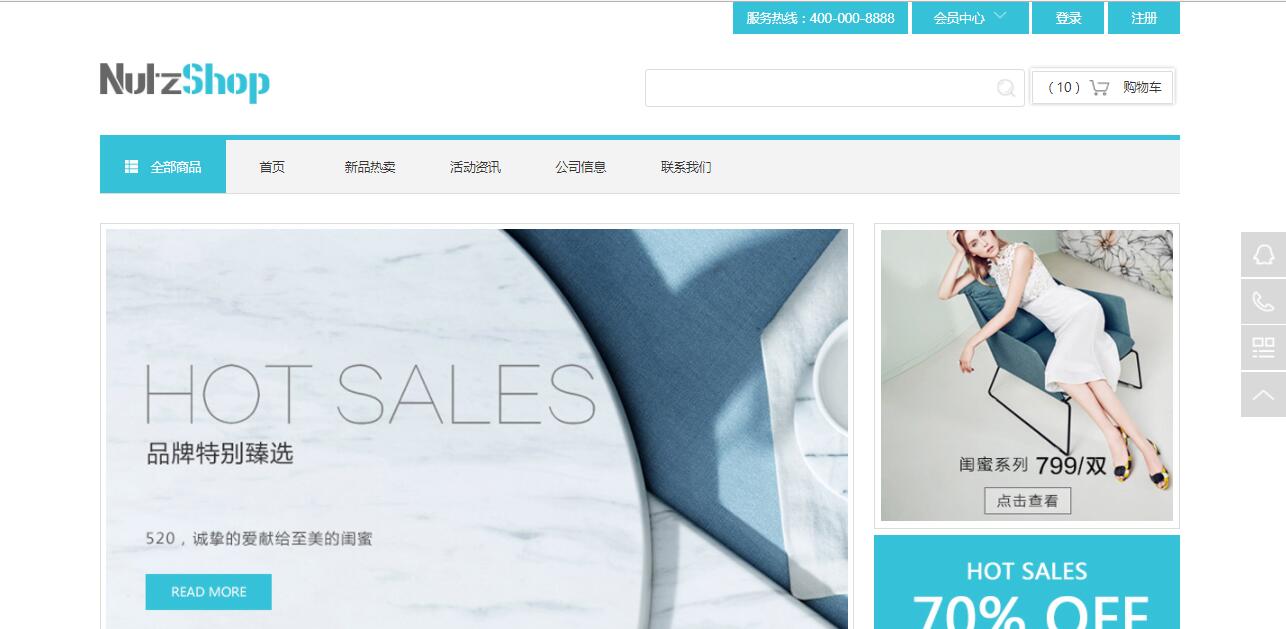 服务热线：400-000-8888
会员中心
登录
注册
NutzShop
( 10 ) 购物车
全部商品
首页
新品热卖
活动资讯
公司信息
联系我们
HOT SALES
品牌特别臻选
520，诚挚的爱献给至美的闺蜜
READ MORE
闺蜜系列 799/双
点击查看
HOT SALES
70% OFF